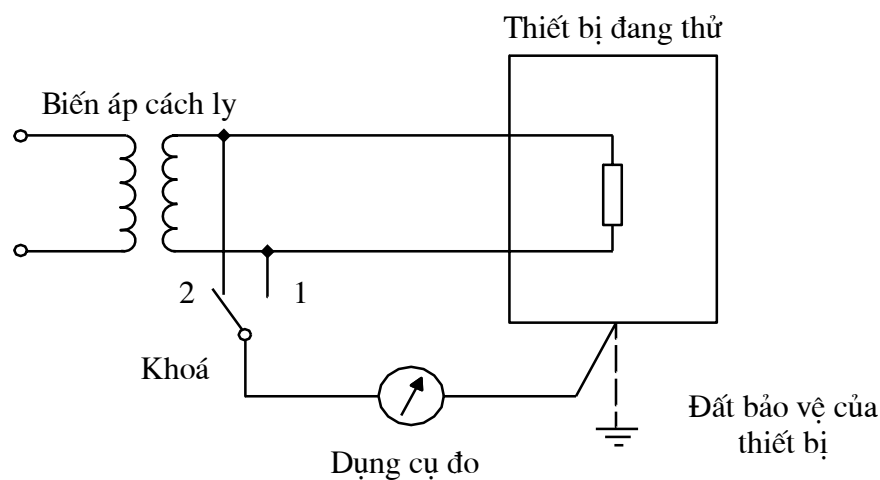 Thiết bị đang thử
Biến áp cách ly
2
1
Khoá
Đất bảo vệ của
thiết bị
Dụng cụ đo